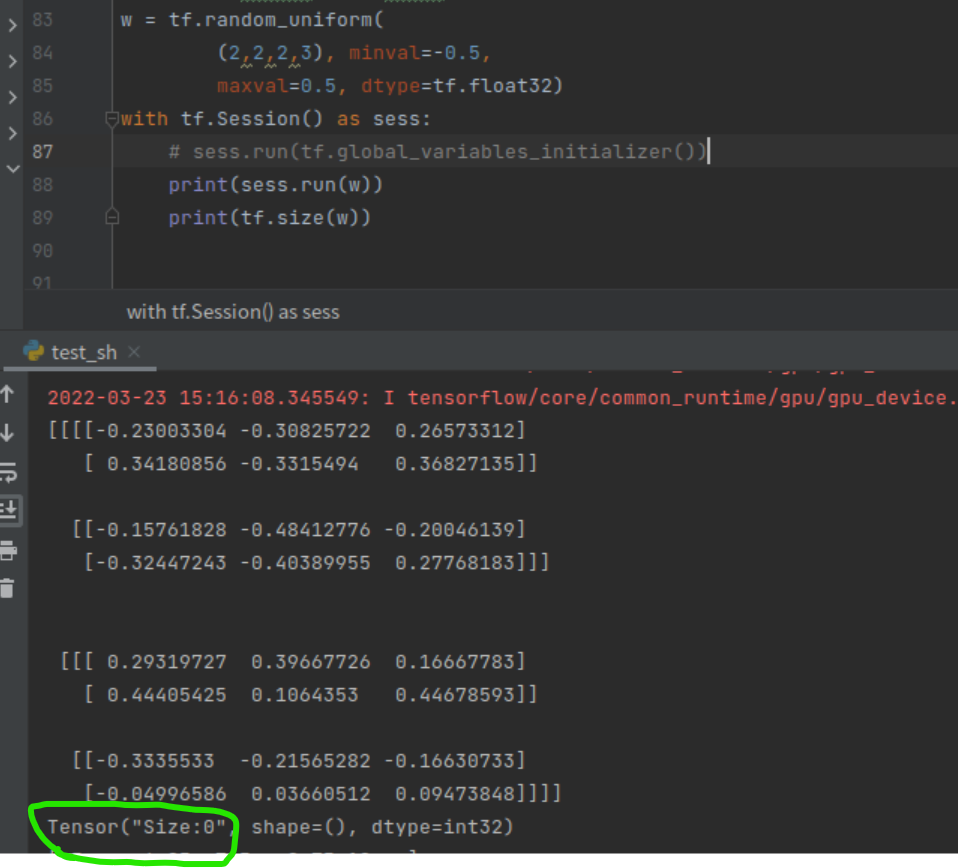 83 w = tf.random_uniform(
84 (2,2,2,3), minval=-0.5,
85 maxval=0.5, dtype=tf.float32)
86 with tf.Session() as sess:
87 # sess.run(tf.global_variables_initializer())
88 print(sess.run(w))
89 print(tf.size(w))
90
91
with tf.Session() as sess
test_sh
2022-03-23 15:16:08.345549: I tensorflow/core/common_runtime/gpu/gpu_device.
[[[[-0.23003304 -0.30825722 0.26573312]
[ 0.34180856 -0.3315494 0.36827135]]
[[-0.15761828 -0.48412776 -0.20046139]
[-0.32447243 -0.40389955 0.27768183]]]
[[[ 0.29319727 0.39667726 0.16667783]
[ 0.44405425 0.1064353 0.44678593]]
[[-0.3335533 -0.21565282 -0.16630733]
[-0.04996586 0.03660512 0.09473848]]]]
Tensor("Size:0", shape=(), dtype=int32)